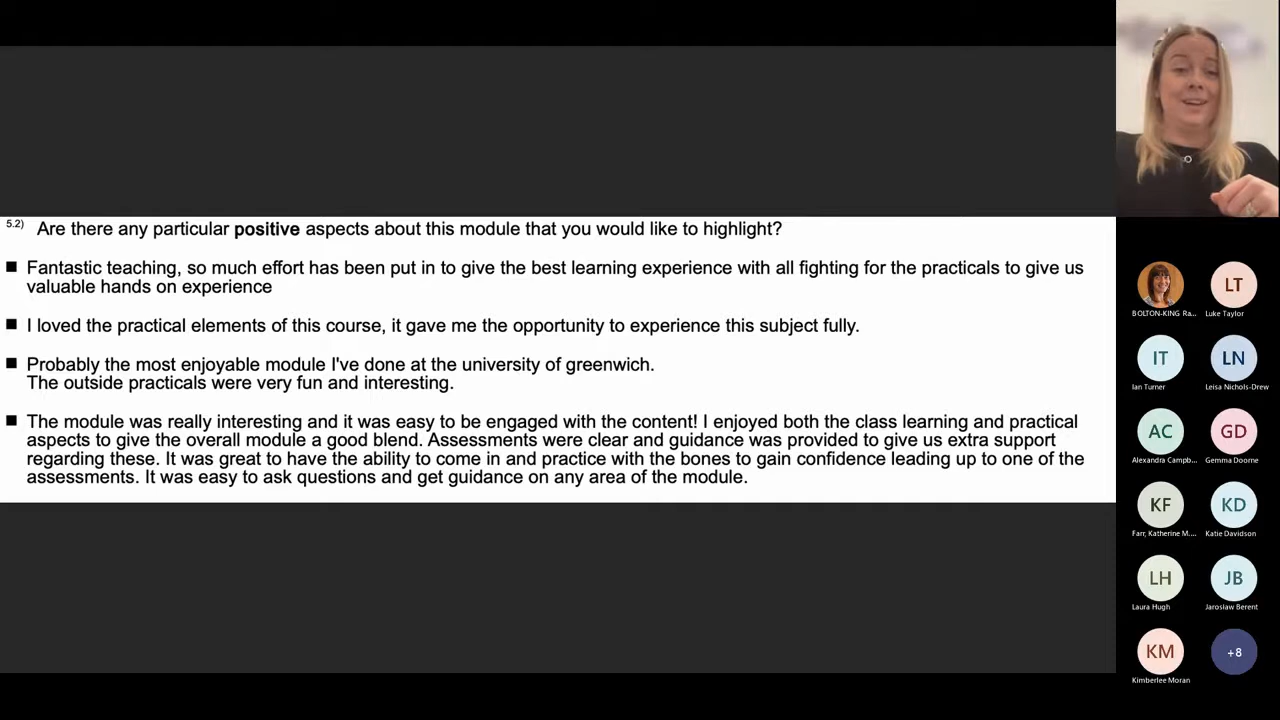 5.2) Are there any particular positive aspects about this module that you would like to highlight?
■ Fantastic teaching, so much effort has been put in to give the best learning experience with all fighting for the practicals to give us
valuable hands on experience
■ I loved the practical elements of this course, it gave me the opportunity to experience this subject fully.
■ Probably the most enjoyable module I've done at the university of greenwich.
The outside practicals were very fun and interesting.
■ The module was really interesting and it was easy to be engaged with the content! I enjoyed both the class learning and practical
aspects to give the overall module a good blend. Assessments were clear and guidance was provided to give us extra support
regarding these. It was great to have the ability to come in and practice with the bones to gain confidence leading up to one of the
assessments. It was easy to ask questions and get guidance on any area of the module.
LT
BOLTON-KING Ra...
Luke Taylor
IT
LN
Ian Turner
Leisa Nichols-Drew
AC
GD
Alexandra Campb...
Gemma Doorne
KF
KD
Farr, Katherine M....
Katie Davidson
LH
JB
Laura Hugh
Jaroslaw Berent
KM
+8
Kimberlee Moran